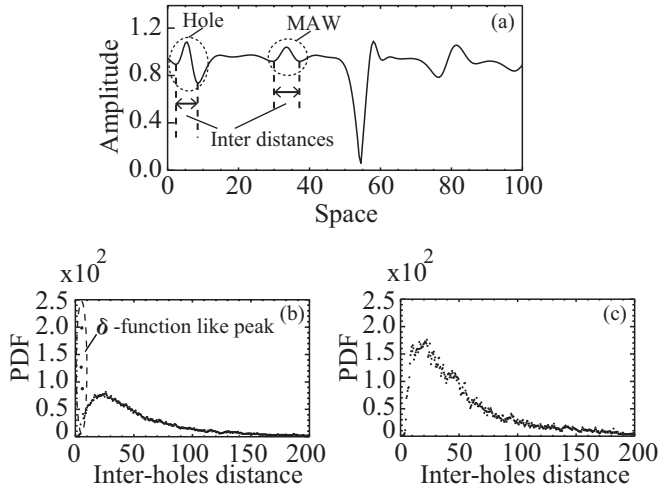 (a)
Hole
MAW
Inter distances
Amplitude
1.2
0.8
0.4
0.0
0 20 40 60 80 100
Space
x10²
(b)
δ -function like peak
PDF
2.5
2.0
1.5
1.0
0.5
0.0
0 50 100 150 200
Inter-holes distance
x10²
(c)
PDF
2.5
2.0
1.5
1.0
0.5
0.0
0 50 100 150 200
Inter-holes distance